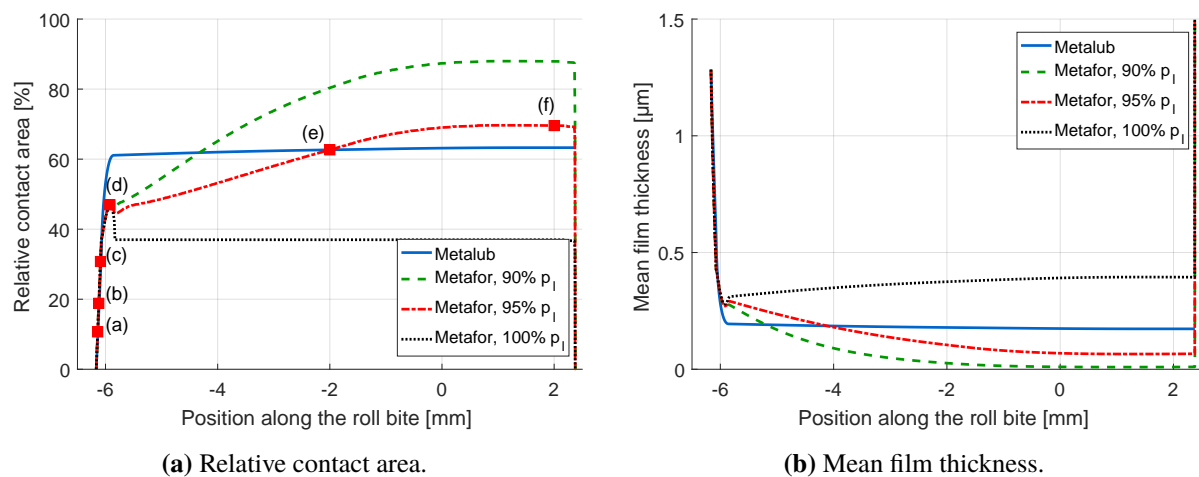 100
80
60
40
20
0
Relative contact area [%]
(a)
(b)
(c)
(d)
(e)
(f)
Metalub
Metafor, 90% p_l
Metafor, 95% p_l
Metafor, 100% p_l
-6 -4 -2 0 2
Position along the roll bite [mm]
(a) Relative contact area.
1.5
1
0.5
0
Mean film thickness [µm]
Metalub
Metafor, 90% p_l
Metafor, 95% p_l
Metafor, 100% p_l
-6 -4 -2 0 2
Position along the roll bite [mm]
(b) Mean film thickness.